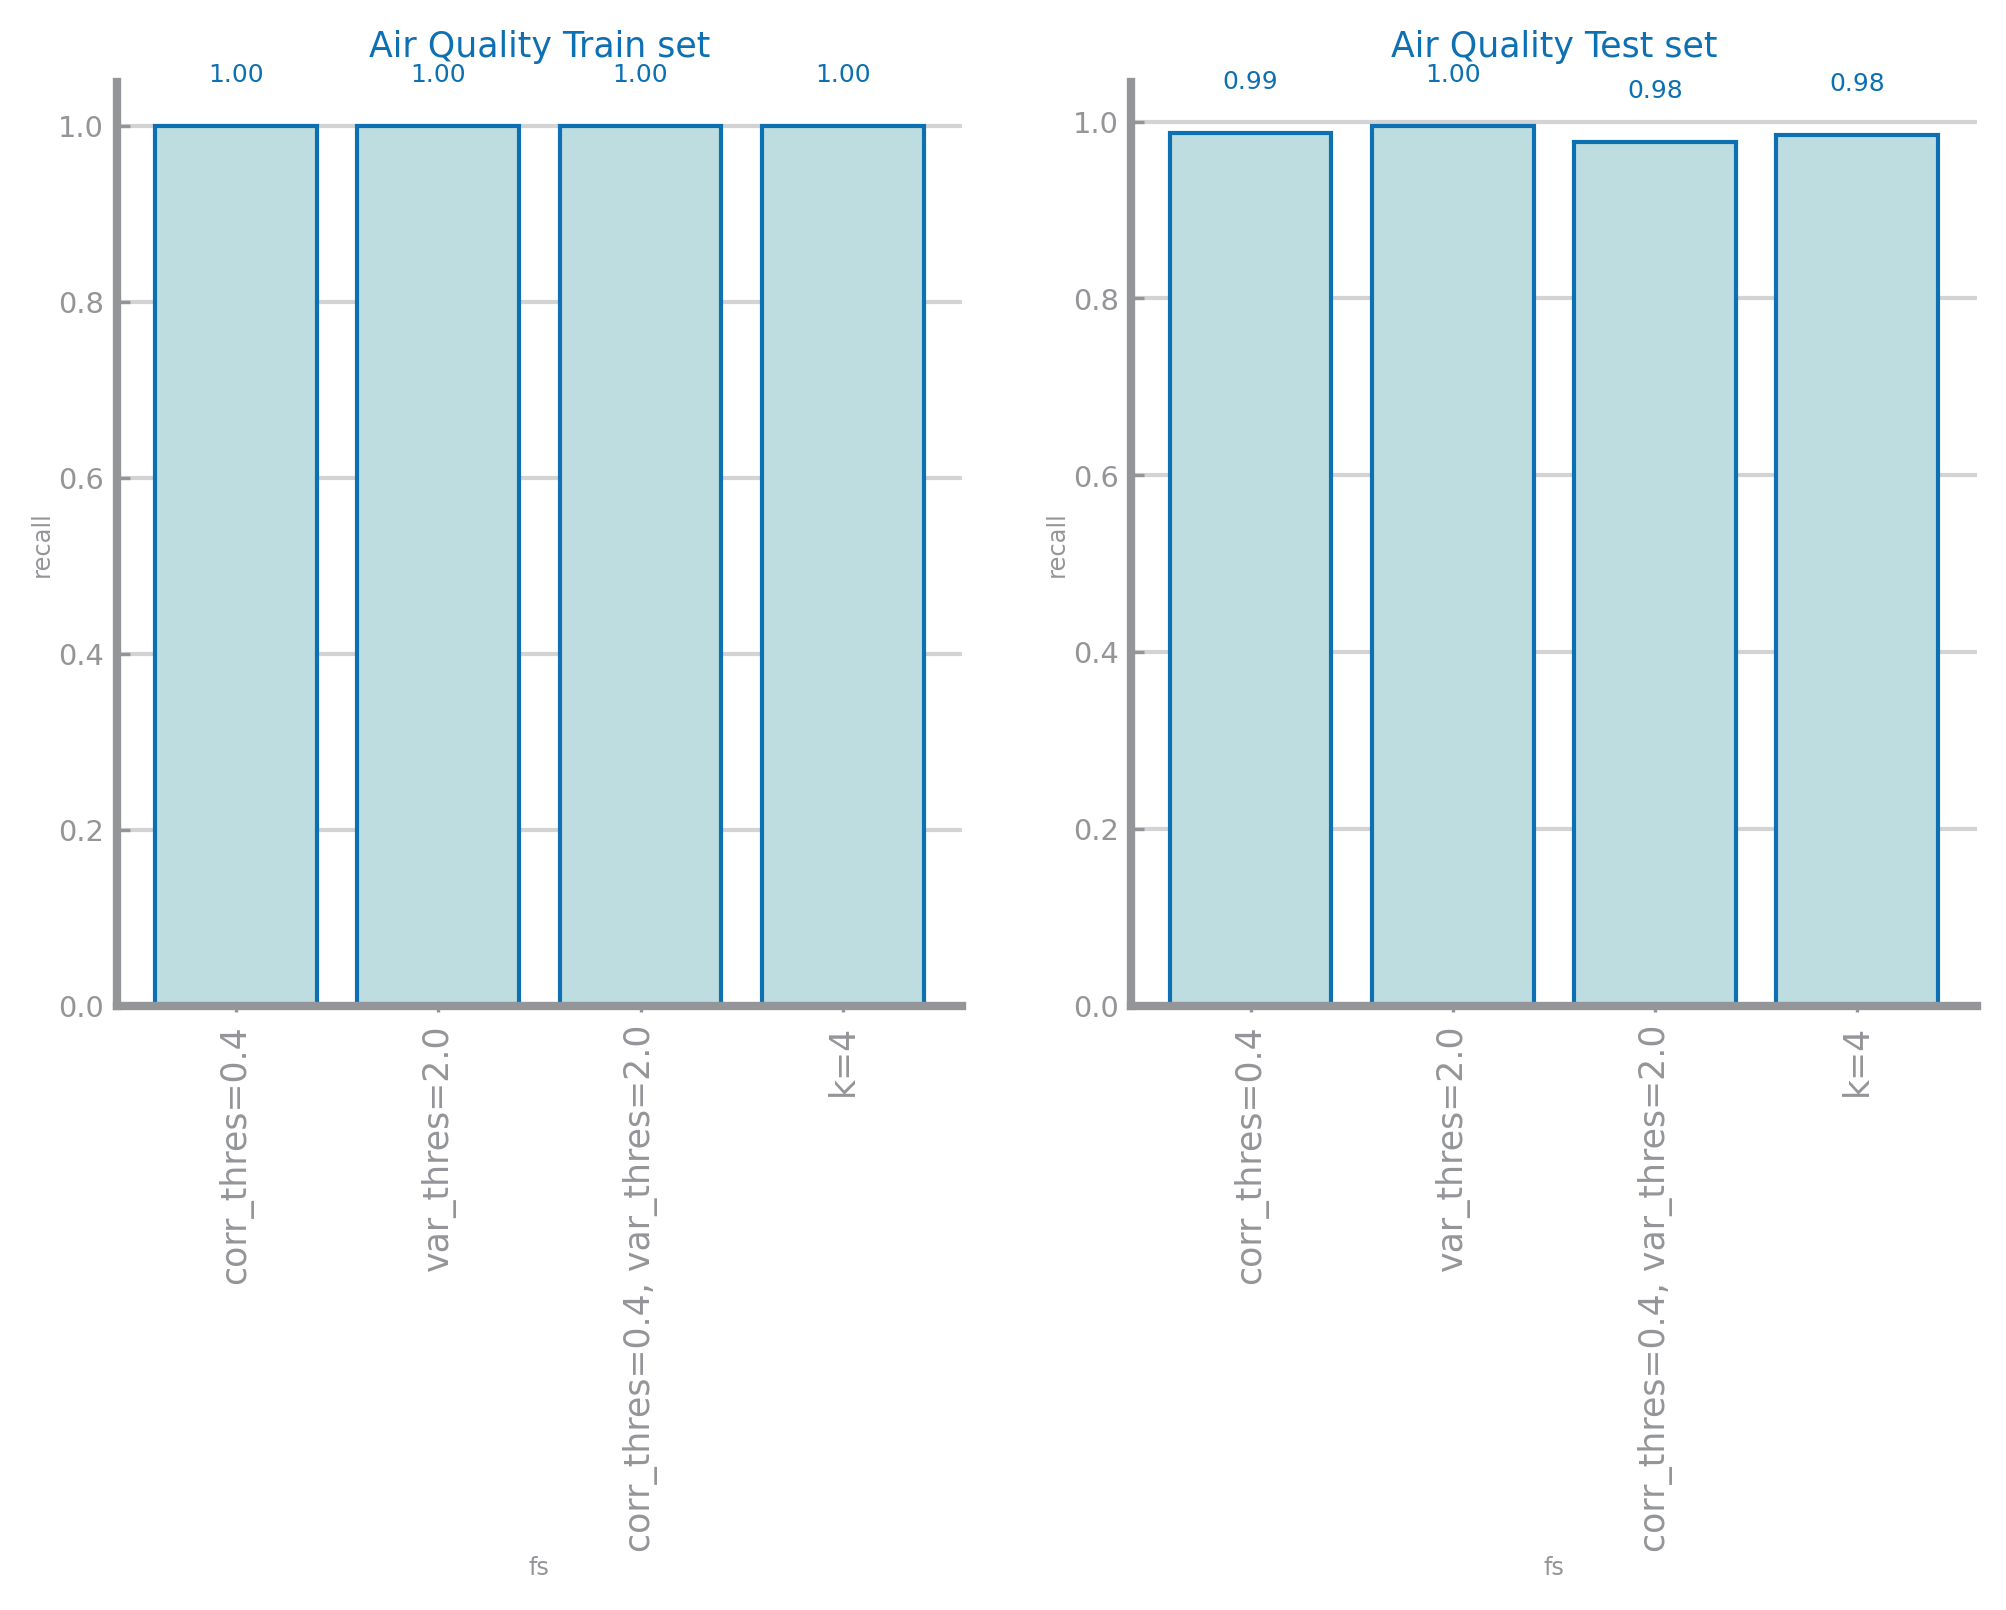 Air Quality Train set
1.00
1.00
1.00
1.00
1.0
0.8
0.6
0.4
0.2
0.0
recall
corr_thres=0.4
var_thres=2.0
corr_thres=0.4, var_thres=2.0
k=4
fs
Air Quality Test set
0.99
1.00
0.98
0.98
1.0
0.8
0.6
0.4
0.2
0.0
recall
corr_thres=0.4
var_thres=2.0
corr_thres=0.4, var_thres=2.0
k=4
fs